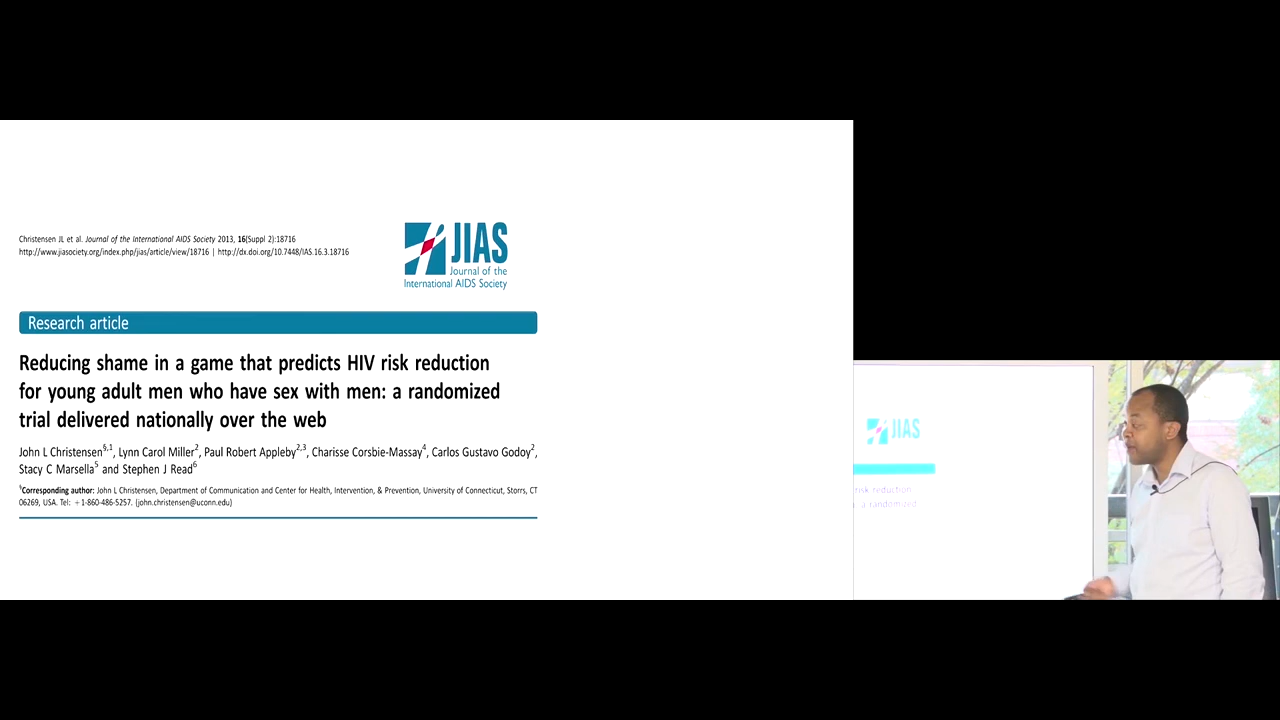 Christensen JL et al. Journal of the International AIDS Society 2013, 16(Suppl 2):18716
http://www.jiasociety.org/index.php/jias/article/view/18716 | http://dx.doi.org/10.7448/IAS.16.3.18716
JIAS
Journal of the
International AIDS Society
Research article
Reducing shame in a game that predicts HIV risk reduction
for young adult men who have sex with men: a randomized
trial delivered nationally over the web
John L Christensen§,1, Lynn Carol Miller2, Paul Robert Appleby2,3, Charisse Corsbie-Massay4, Carlos Gustavo Godoy2,
Stacy C Marsella5 and Stephen J Read6
§Corresponding author: John L Christensen, Department of Communication and Center for Health, Intervention, & Prevention, University of Connecticut, Storrs, CT
06269, USA. Tel: +1-860-486-5257. (john.christensen@uconn.edu)
JIAS
risk reduction
a randomized